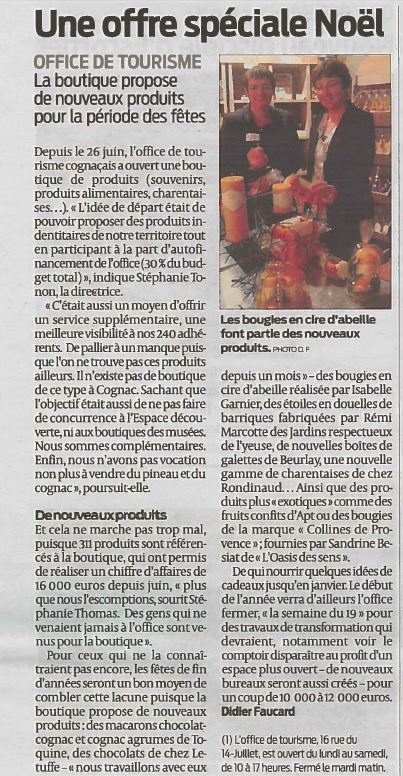 Une offre spéciale Noël
OFFICE DE TOURISME
La boutique propose
de nouveaux produits
pour la période des fêtes
Depuis le 26 juin, l'office de tou-
risme cognaçais a ouvert une bou-
tique de produits (souvenirs,
produits alimentaires, charentai-
ses…). « L'idée de départ était de
pouvoir proposer des produits in-
dentitaires de notre territoire tout
en participant à la part d'autofi-
nancement de l'office (30 % du bud-
get total) », indique Stéphanie To-
non, la directrice.
« C'était aussi un moyen d'offrir
un service supplémentaire, une
meilleure visibilité à nos 240 adhé-
rents. De pallier à un manque puis-
que l'on ne trouve pas ces produits
ailleurs. Il n'existe pas de boutique
de ce type à Cognac. Sachant que
l'objectif était aussi de ne pas faire
de concurrence à l'Espace décou-
verte, ni aux boutiques des musées.
Nous sommes complémentaires.
Enfin, nous n'avons pas vocation
non plus à vendre du pineau et du
cognac », poursuit-elle.
De nouveaux produits
Et cela ne marche pas trop mal,
puisque 311 produits sont référen-
cés à la boutique, qui ont permis
de réaliser un chiffre d'affaires de
16 000 euros depuis juin, « plus
que nous l'escomptions, sourit Sté-
phanie Thomas. Des gens qui ne
venaient jamais à l'office sont ve-
nus pour la boutique ».
Pour ceux qui ne la connaî-
traient pas encore, les fêtes de fin
d'années seront un bon moyen de
combler cette lacune puisque la
boutique propose de nouveaux
produits : des macarons chocolat-
cognac et cognac agrumes de To-
quine, des chocolats de chez Le-
tuffe – « nous travaillons avec eux
Les bougies en cire d'abeille
font partie des nouveaux
produits. PHOTO D. F
depuis un mois » – des bougies en
cire d'abeille réalisée par Isabelle
Garnier, des étoiles en douelles de
barriques fabriquées par Rémi
Marcotte des Jardins respectueux
de l'yeuse, de nouvelles boîtes de
galettes de Beurlay, une nouvelle
gamme de charentaises de chez
Rondinaud… Ainsi que des pro-
duits plus « exotiques » comme des
fruits confits d'Apt ou des bougies
de la marque « Collines de Pro-
vence » ; fournies par Sandrine Be-
siat de « L'Oasis des sens ».
De qui nourrir quelques idées de
cadeaux jusqu'en janvier. Le début
de l'année verra d'ailleurs l'office
fermer, « la semaine du 19 » pour
des travaux de transformation qui
devraient, notamment voir le
comptoir disparaître au profit d'un
espace plus ouvert – de nouveaux
bureaux seront aussi créés – pour
un coup de 10 000 à 12 000 euros.
Didier Faucard
(1) L'office de tourisme, 16 rue du
14-Juillet, est ouvert du lundi au samedi,
de 10 à 17 heures. Fermé le mardi matin.